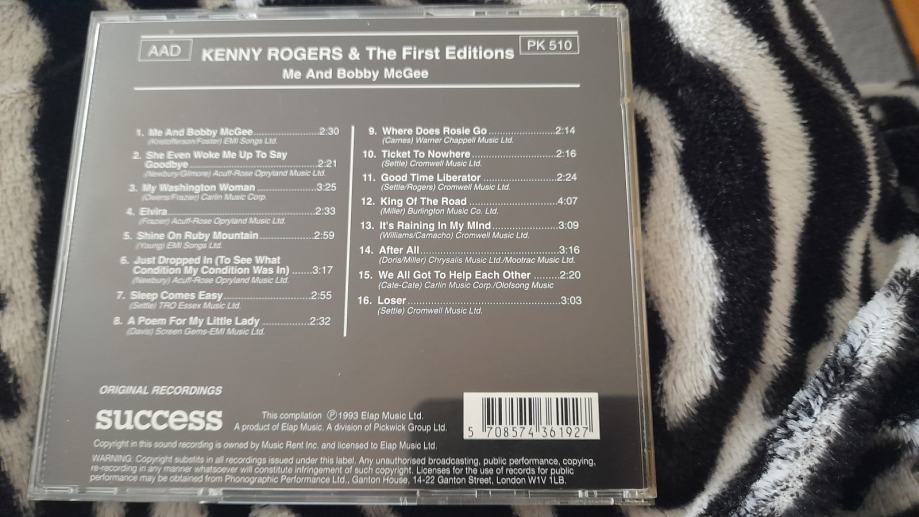 AAD
KENNY ROGERS & The First Editions
PK 510
Me And Bobby McGee
1. Me And Bobby McGee..........................2:30
(Kristofferson/Foster) EMI Songs Ltd.
2. She Even Woke Me Up To Say
Goodbye.......................................2:21
(Newbury/Gilmore) Acuff-Rose Opryland Music Ltd.
3. My Washington Woman ...................3:25
(Owens/Frazier) Carlin Music Corp.
4. Elvira.............................................2:33
(Frazier) Acuff-Rose Opryland Music Ltd.
5. Shine On Ruby Mountain.................2:59
(Young) EMI Songs Ltd.
6. Just Dropped In (To See What
Condition My Condition Was In) ......3:17
(Newbury) Acuff-Rose Opryland Music Ltd.
7. Sleep Comes Easy...........................2:55
(Settle) TRO Essex Music Ltd.
8. A Poem For My Little Lady ..............2:32
(Davis) Screen Gems-EMI Music Ltd.
9. Where Does Rosie Go .....................2:14
(Carnes) Warner Chappell Music Ltd.
10. Ticket To Nowhere...........................2:16
(Settle) Cromwell Music Ltd.
11. Good Time Liberator........................2:24
(Settle/Rogers) Cromwell Music Ltd.
12. King Of The Road ............................4:07
(Miller) Burlington Music Co. Ltd.
13. It's Raining In My Mind.....................3:09
(Williams/Camacho) Cromwell Music Ltd.
14. After All............................................3:16
(Doris/Miller) Chrysalis Music Ltd./Mootrac Music Ltd.
15. We All Got To Help Each Other .......2:20
(Cate-Cate) Carlin Music Corp./Olofsong Music
16. Loser................................................3:03
(Settle) Cromwell Music Ltd.
ORIGINAL RECORDINGS
success
This compilation ℗1993 Elap Music Ltd.
A product of Elap Music. A division of Pickwick Group Ltd.
5 708574 361927
Copyright in this sound recording is owned by Music Rent Inc. and licensed to Elap Music Ltd.
WARNING: Copyright substits in all recordings issued under this label. Any unauthorised broadcasting, public performance, copying,
re-recording in any manner whatsoever will constitute infringement of such copyright. Licenses for the use of records for public
performance may be obtained from Phonographic Performance Ltd., Ganton House, 14-22 Ganton Street, London W1V 1LB.